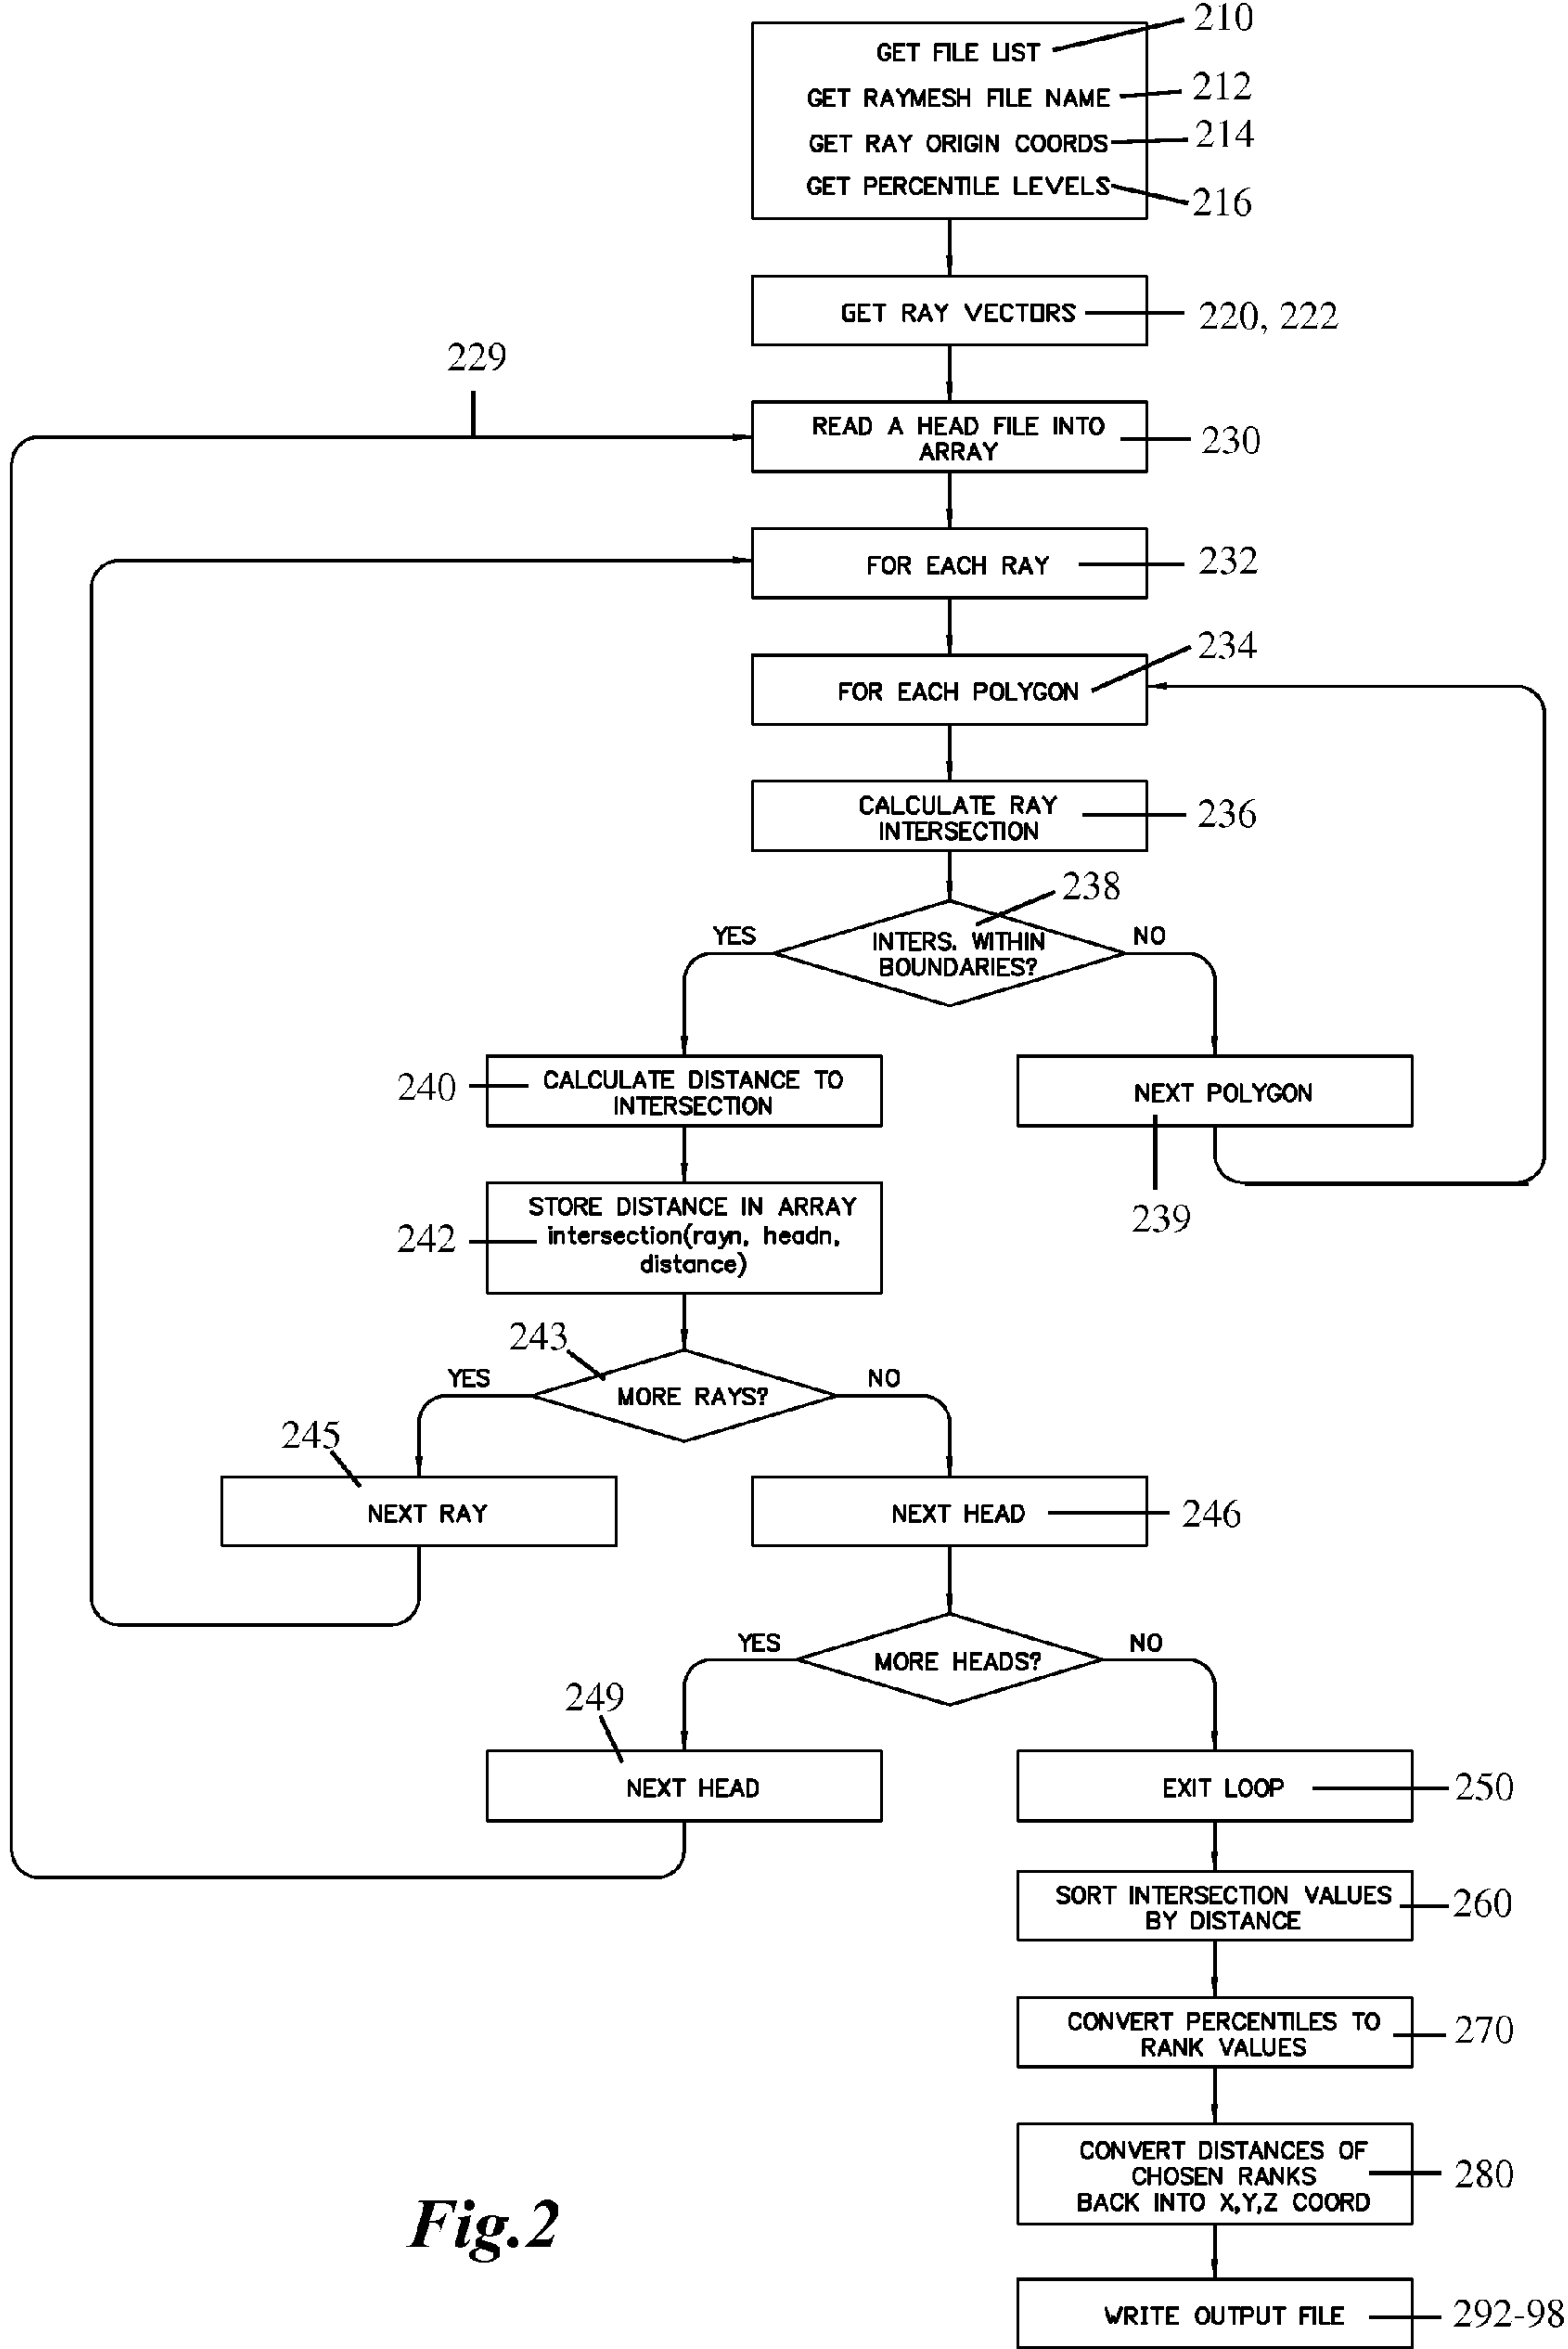 210
GET FILE LIST
GET RAYMESH FILE NAME
212
GET RAY ORIGIN COORDS
214
GET PERCENTILE LEVELS
216
GET RAY VECTORS
220, 222
229
READ A HEAD FILE INTO
ARRAY
230
FOR EACH RAY
232
234
FOR EACH POLYGON
CALCULATE RAY
INTERSECTION
236
238
YES
INTERS. WITHIN
BOUNDARIES?
NO
240
CALCULATE DISTANCE TO
INTERSECTION
NEXT POLYGON
239
242
STORE DISTANCE IN ARRAY
intersection(rayn, headn,
distance)
243
YES
MORE RAYS?
NO
245
NEXT RAY
NEXT HEAD
246
YES
MORE HEADS?
NO
249
NEXT HEAD
EXIT LOOP
250
SORT INTERSECTION VALUES
BY DISTANCE
260
CONVERT PERCENTILES TO
RANK VALUES
270
CONVERT DISTANCES OF
CHOSEN RANKS
BACK INTO X,Y,Z COORD
280
Fig.2
WRITE OUTPUT FILE
292-98